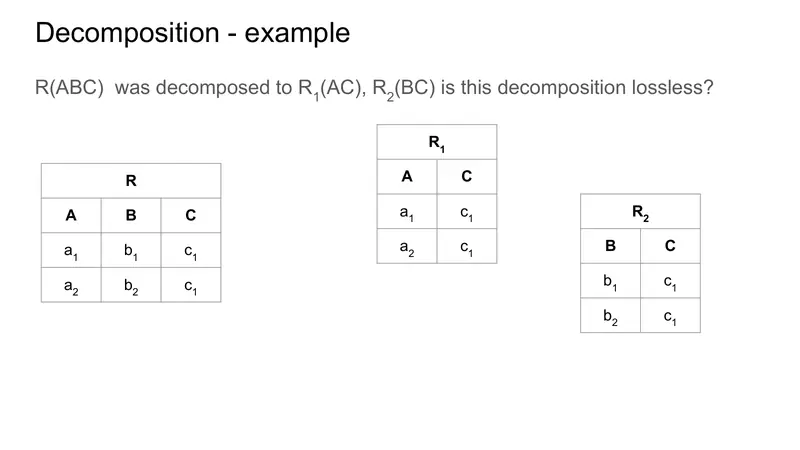 Decomposition - example
R(ABC) was decomposed to R₁(AC), R₂(BC) is this decomposition lossless?
R
A B C
a₁ b₁ c₁
a₂ b₂ c₁
R₁
A C
a₁ c₁
a₂ c₁
R₂
B C
b₁ c₁
b₂ c₁